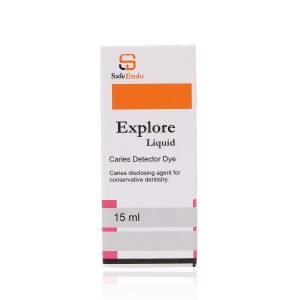 SafeEndo
Explore
Liquid
Caries Detector Dye
Caries disclosing agent for
conservative dentistry.
15 ml